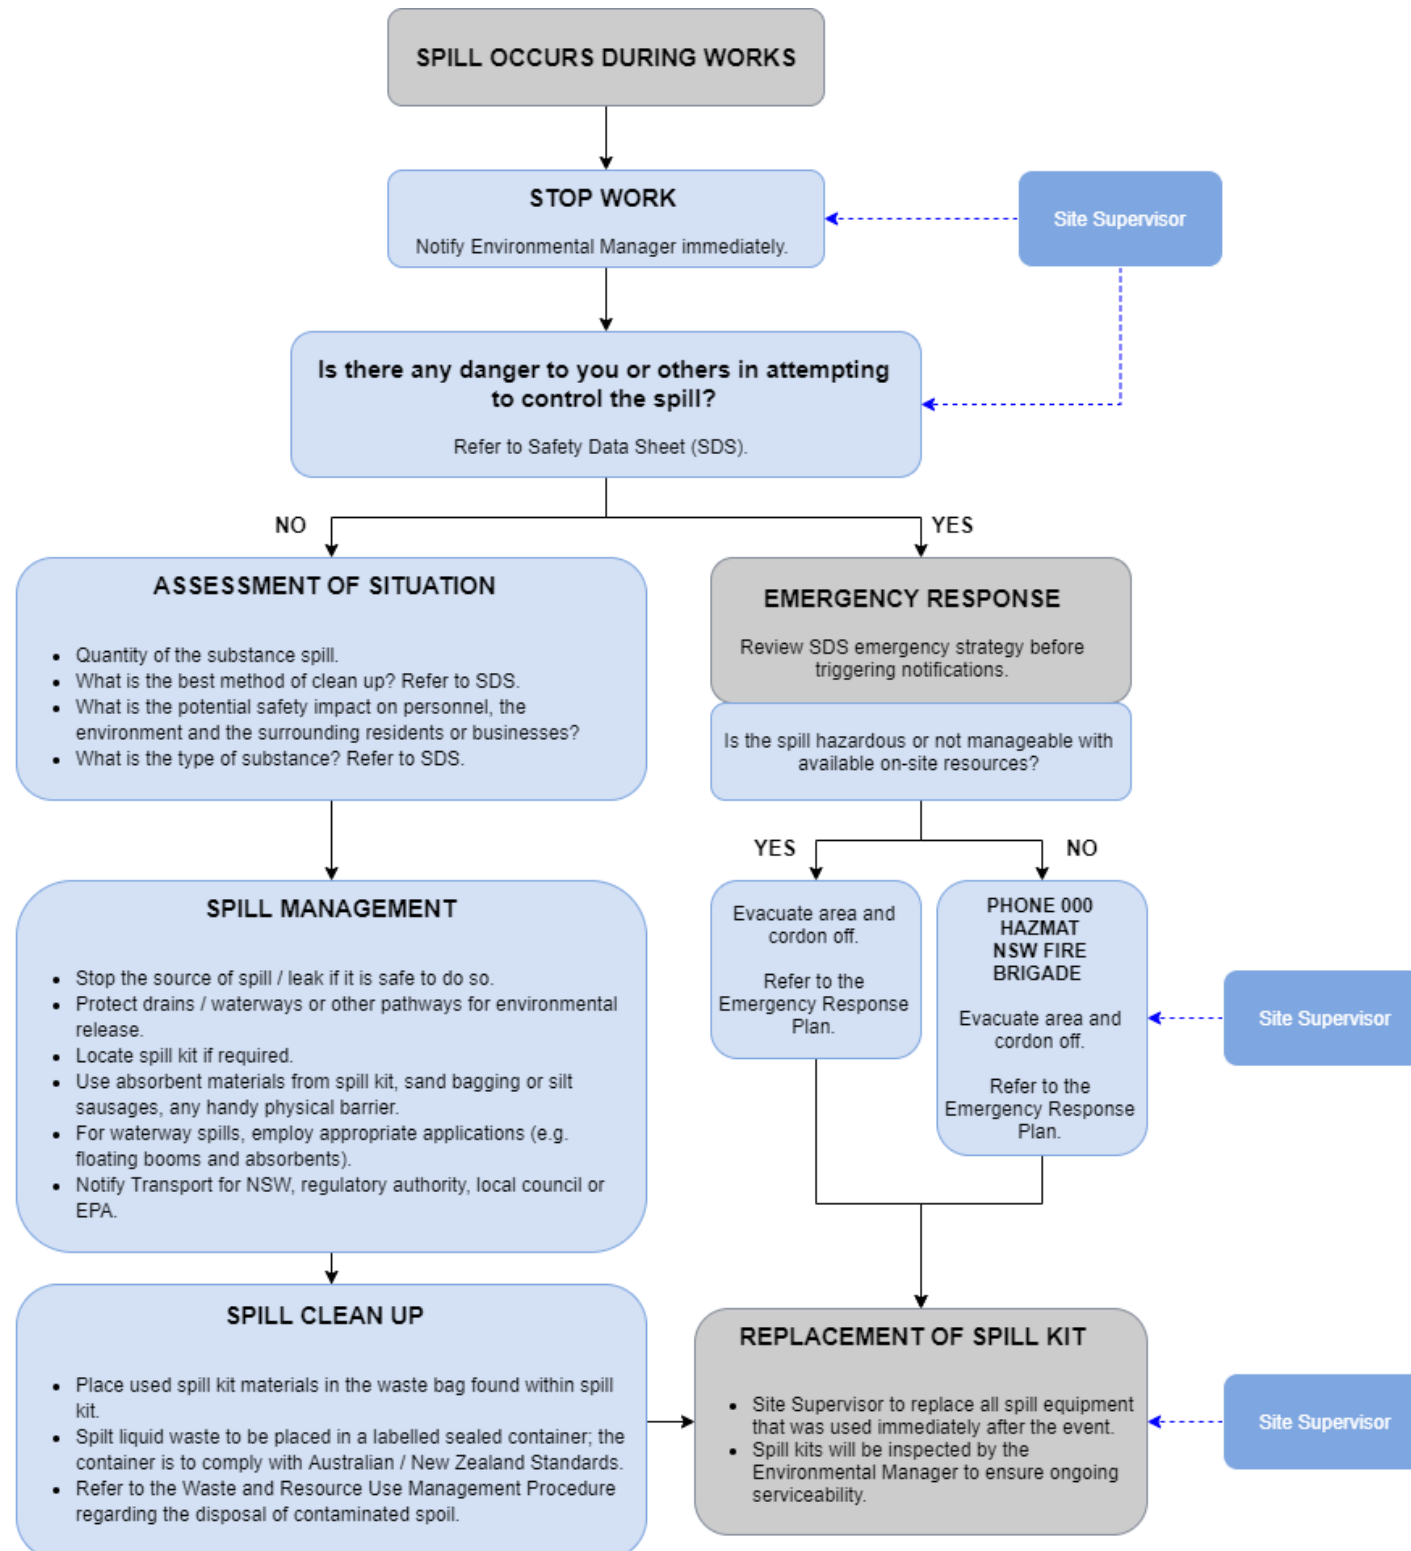 SPILL OCCURS DURING WORKS
STOP WORK
Notify Environmental Manager immediately.
Site Supervisor
Is there any danger to you or others in attempting
to control the spill?
Refer to Safety Data Sheet (SDS).
NO
YES
ASSESSMENT OF SITUATION
• Quantity of the substance spill.
• What is the best method of clean up? Refer to SDS.
• What is the potential safety impact on personnel, the
environment and the surrounding residents or businesses?
• What is the type of substance? Refer to SDS.
EMERGENCY RESPONSE
Review SDS emergency strategy before
triggering notifications.
Is the spill hazardous or not manageable with
available on-site resources?
YES
NO
SPILL MANAGEMENT
• Stop the source of spill / leak if it is safe to do so.
• Protect drains / waterways or other pathways for environmental
release.
• Locate spill kit if required.
• Use absorbent materials from spill kit, sand bagging or silt
sausages, any handy physical barrier.
• For waterway spills, employ appropriate applications (e.g.
floating booms and absorbents).
• Notify Transport for NSW, regulatory authority, local council or
EPA.
Evacuate area and
cordon off.
Refer to the
Emergency Response
Plan.
PHONE 000
HAZMAT
NSW FIRE
BRIGADE
Evacuate area and
cordon off.
Refer to the
Emergency Response
Plan.
Site Supervisor
SPILL CLEAN UP
• Place used spill kit materials in the waste bag found within spill
kit.
• Spilt liquid waste to be placed in a labelled sealed container; the
container is to comply with Australian / New Zealand Standards.
• Refer to the Waste and Resource Use Management Procedure
regarding the disposal of contaminated spoil.
REPLACEMENT OF SPILL KIT
• Site Supervisor to replace all spill equipment
that was used immediately after the event.
• Spill kits will be inspected by the
Environmental Manager to ensure ongoing
serviceability.
Site Supervisor